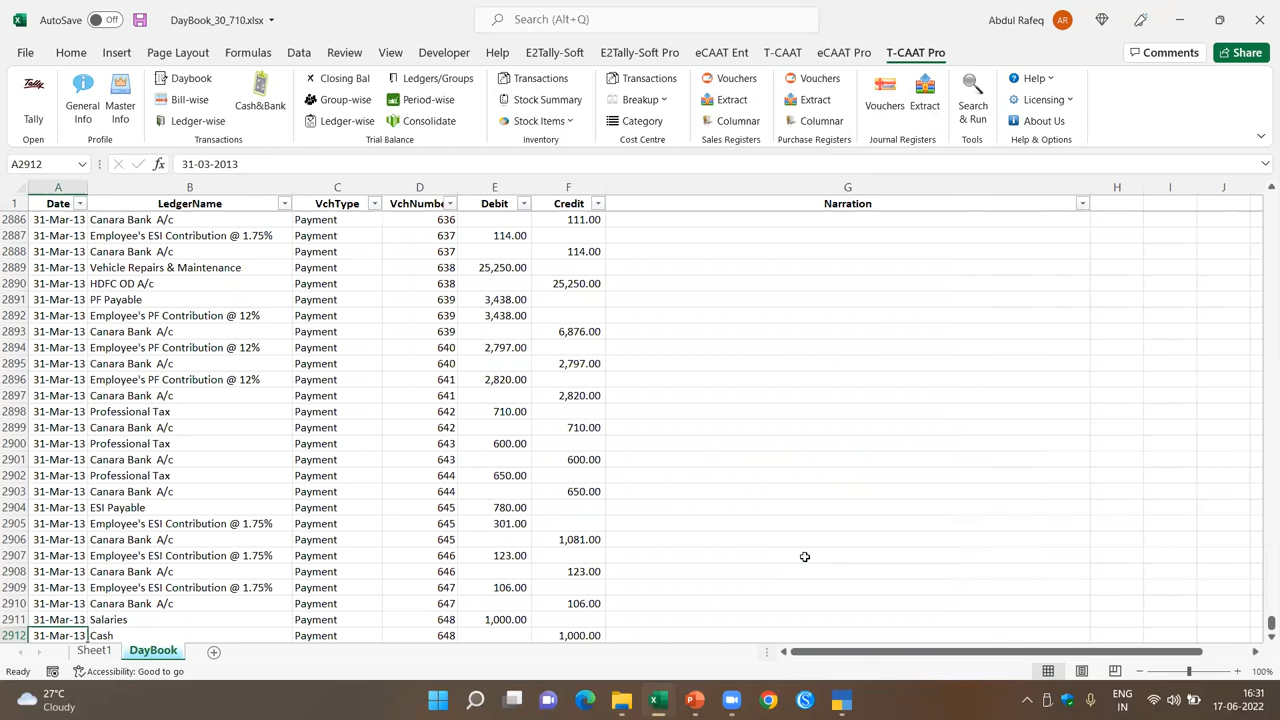 AutoSave Off DayBook_30_710.xlsx Search (Alt+Q) Abdul Rafeq AR
File Home Insert Page Layout Formulas Data Review View Developer Help E2Tally-Soft E2Tally-Soft Pro eCAAT Ent T-CAAT eCAAT Pro T-CAAT Pro Comments Share
Tally Daybook Closing Bal Ledgers/Groups Transactions Transactions Vouchers Vouchers Help
Bill-wise Group-wise Period-wise Stock Summary Breakup Extract Extract Licensing
Tally General Info Master Info Ledger-wise Cash&Bank Ledger-wise Consolidate Stock Items Category Columnar Columnar Vouchers Extract Search & Run About Us
Open Profile Transactions Trial Balance Inventory Cost Centre Sales Registers Purchase Registers Journal Registers Tools Help & Options
A2912 fx 31-03-2013
A B C D E F G H I J
1 Date LedgerName VchType VchNumbe Debit Credit Narration
2886 31-Mar-13 Canara Bank A/c Payment 636 111.00
2887 31-Mar-13 Employee's ESI Contribution @ 1.75% Payment 637 114.00
2888 31-Mar-13 Canara Bank A/c Payment 637 114.00
2889 31-Mar-13 Vehicle Repairs & Maintenance Payment 638 25,250.00
2890 31-Mar-13 HDFC OD A/c Payment 638 25,250.00
2891 31-Mar-13 PF Payable Payment 639 3,438.00
2892 31-Mar-13 Employee's PF Contribution @ 12% Payment 639 3,438.00
2893 31-Mar-13 Canara Bank A/c Payment 639 6,876.00
2894 31-Mar-13 Employee's PF Contribution @ 12% Payment 640 2,797.00
2895 31-Mar-13 Canara Bank A/c Payment 640 2,797.00
2896 31-Mar-13 Employee's PF Contribution @ 12% Payment 641 2,820.00
2897 31-Mar-13 Canara Bank A/c Payment 641 2,820.00
2898 31-Mar-13 Professional Tax Payment 642 710.00
2899 31-Mar-13 Canara Bank A/c Payment 642 710.00
2900 31-Mar-13 Professional Tax Payment 643 600.00
2901 31-Mar-13 Canara Bank A/c Payment 643 600.00
2902 31-Mar-13 Professional Tax Payment 644 650.00
2903 31-Mar-13 Canara Bank A/c Payment 644 650.00
2904 31-Mar-13 ESI Payable Payment 645 780.00
2905 31-Mar-13 Employee's ESI Contribution @ 1.75% Payment 645 301.00
2906 31-Mar-13 Canara Bank A/c Payment 645 1,081.00
2907 31-Mar-13 Employee's ESI Contribution @ 1.75% Payment 646 123.00
2908 31-Mar-13 Canara Bank A/c Payment 646 123.00
2909 31-Mar-13 Employee's ESI Contribution @ 1.75% Payment 647 106.00
2910 31-Mar-13 Canara Bank A/c Payment 647 106.00
2911 31-Mar-13 Salaries Payment 648 1,000.00
2912 31-Mar-13 Cash Payment 648 1,000.00
Sheet1 DayBook
Ready Accessibility: Good to go 100%
27°C ENG 16:31
Cloudy IN 17-06-2022